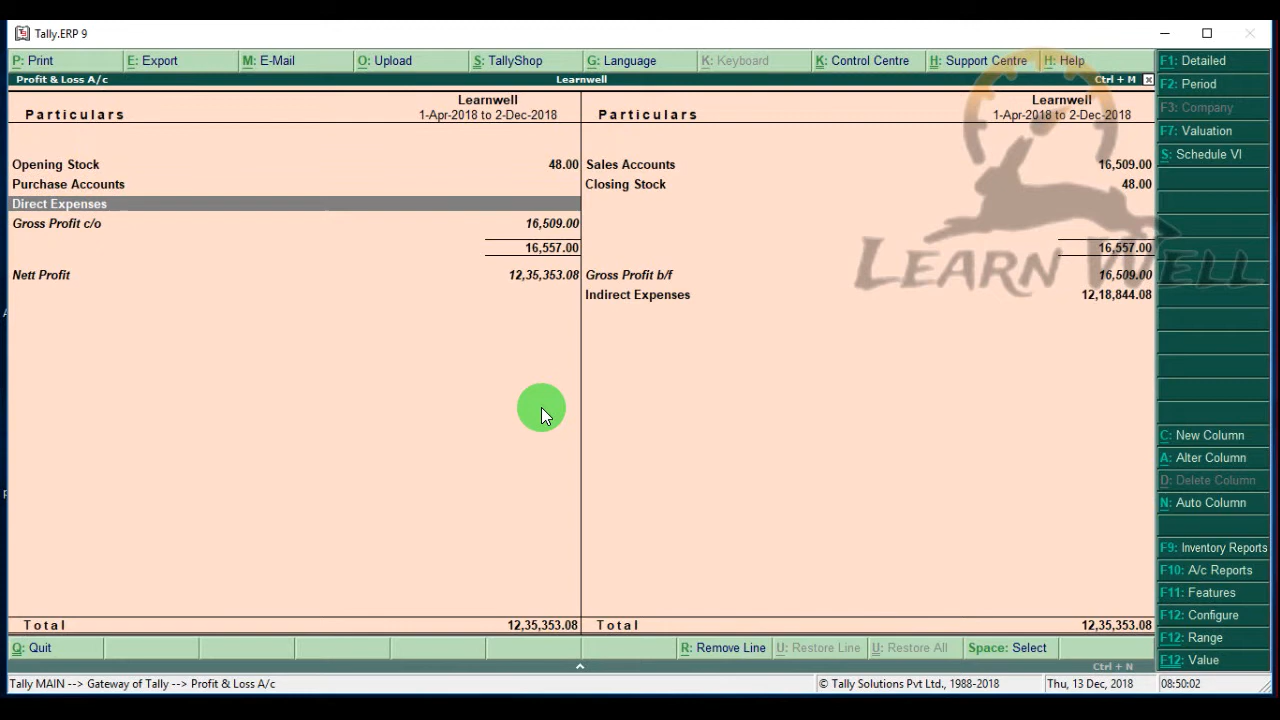 Tally.ERP 9
P: Print E: Export M: E-Mail O: Upload S: TallyShop G: Language K: Keyboard K: Control Centre H: Support Centre H: Help
Profit & Loss A/c Learnwell Ctrl + M
Particulars Learnwell Particulars Learnwell
1-Apr-2018 to 2-Dec-2018 1-Apr-2018 to 2-Dec-2018
Opening Stock 48.00 Sales Accounts 16,509.00
Purchase Accounts Closing Stock 48.00
Direct Expenses
Gross Profit c/o 16,509.00
16,557.00 16,557.00
Nett Profit 12,35,353.08 Gross Profit b/f 16,509.00
Indirect Expenses 12,18,844.08
Total 12,35,353.08 Total 12,35,353.08
LEARN WELL
F1: Detailed
F2: Period
F3: Company
F7: Valuation
S: Schedule VI
C: New Column
A: Alter Column
D: Delete Column
N: Auto Column
F9: Inventory Reports
F10: A/c Reports
F11: Features
F12: Configure
F12: Range
F12: Value
Q: Quit R: Remove Line U: Restore Line U: Restore All Space: Select
Ctrl + N
Tally MAIN --> Gateway of Tally --> Profit & Loss A/c © Tally Solutions Pvt Ltd., 1988-2018 Thu, 13 Dec, 2018 08:50:02